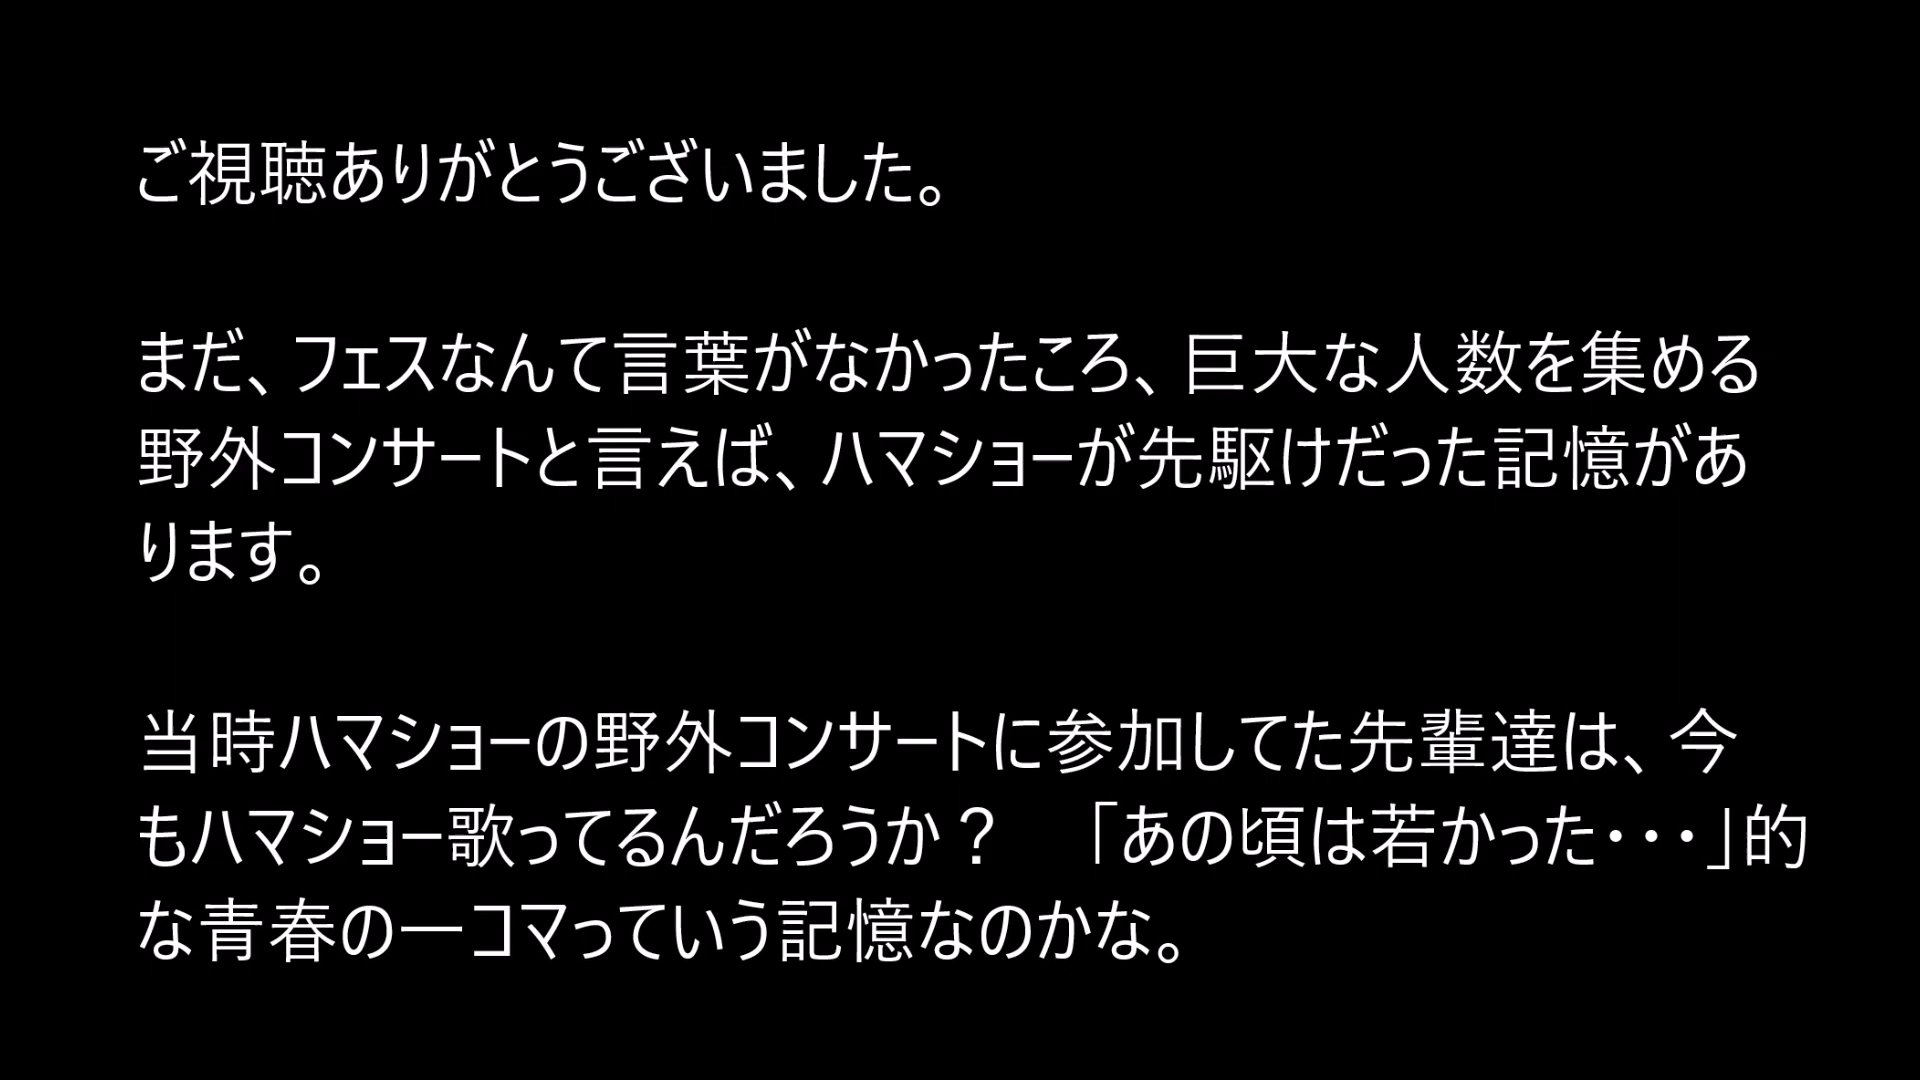 ご視聴ありがとうございました。
まだ、フェスなんて言葉がなかったころ、巨大な人数を集める
野外コンサートと言えば、ハマショーが先駆けだった記憶があ
ります。
当時ハマショーの野外コンサートに参加してた先輩達は、今
もハマショー歌ってるんだろうか？　「あの頃は若かった・・・」的
な青春の一コマっていう記憶なのかな。